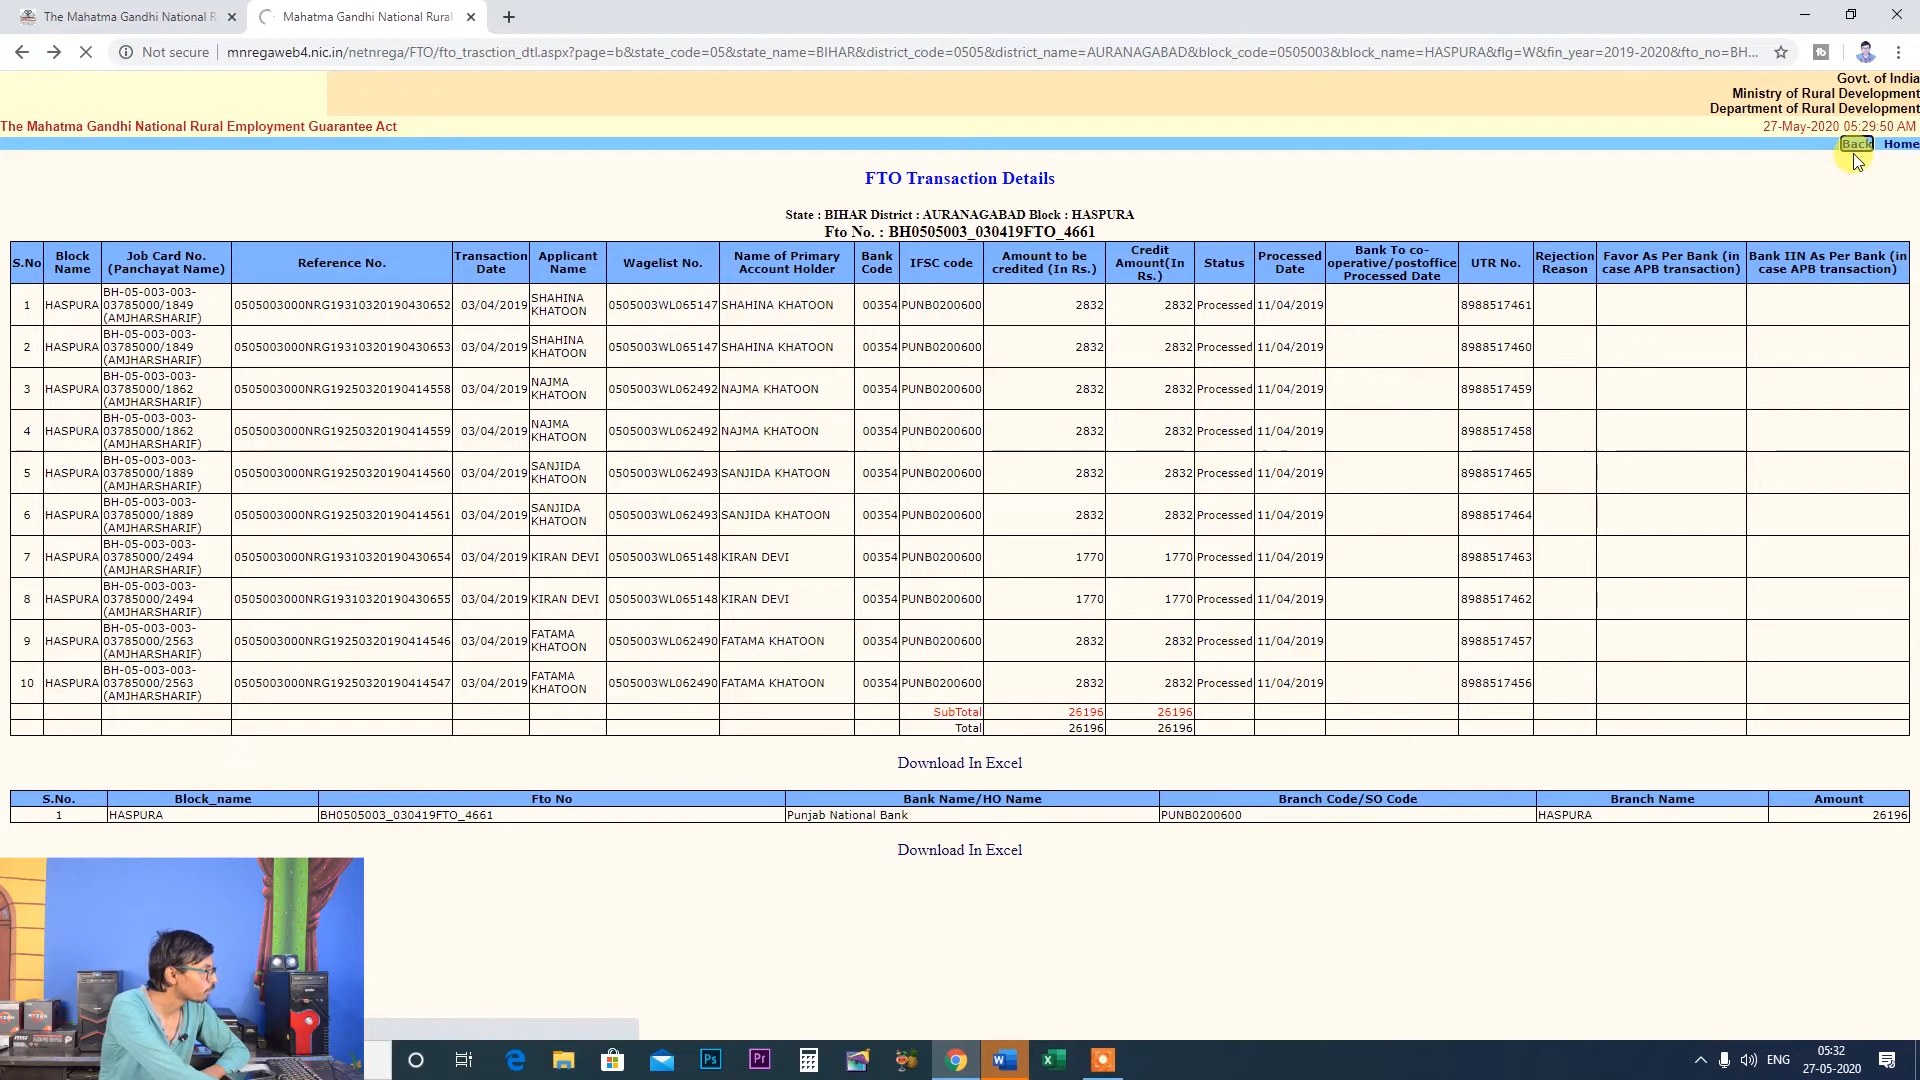 The Mahatma Gandhi National R
Mahatma Gandhi National Rural
Not secure
mnregaweb4.nic.in/netnrega/FTO/fto_trasction_dtl.aspx?page=b&state_code=05&state_name=BIHAR&district_code=0505&district_name=AURANAGABAD&block_code=0505003&block_name=HASPURA&flg=W&fin_year=2019-2020&fto_no=BH...
Govt. of India
Ministry of Rural Development
Department of Rural Development
The Mahatma Gandhi National Rural Employment Guarantee Act
27-May-2020 05:29:50 AM
Back Home
FTO Transaction Details
State : BIHAR District : AURANAGABAD Block : HASPURA
Fto No. : BH0505003_030419FTO_4661
S.No Block Name Job Card No. (Panchayat Name) Reference No. Transaction Date Applicant Name Wagelist No. Name of Primary Account Holder Bank Code IFSC code Amount to be credited (In Rs.) Credit Amount(In Rs.) Status Processed Date Bank To co-operative/postoffice Processed Date UTR No. Rejection Reason Favor As Per Bank (in case APB transaction) Bank IIN As Per Bank (in case APB transaction)
1 HASPURA BH-05-003-003-03785000/1849 (AMJHARSHARIF) 0505003000NRG19310320190430652 03/04/2019 SHAHINA KHATOON 0505003WL065147 SHAHINA KHATOON 00354 PUNB0200600 2832 2832 Processed 11/04/2019 8988517461
2 HASPURA BH-05-003-003-03785000/1849 (AMJHARSHARIF) 0505003000NRG19310320190430653 03/04/2019 SHAHINA KHATOON 0505003WL065147 SHAHINA KHATOON 00354 PUNB0200600 2832 2832 Processed 11/04/2019 8988517460
3 HASPURA BH-05-003-003-03785000/1862 (AMJHARSHARIF) 0505003000NRG19250320190414558 03/04/2019 NAJMA KHATOON 0505003WL062492 NAJMA KHATOON 00354 PUNB0200600 2832 2832 Processed 11/04/2019 8988517459
4 HASPURA BH-05-003-003-03785000/1862 (AMJHARSHARIF) 0505003000NRG19250320190414559 03/04/2019 NAJMA KHATOON 0505003WL062492 NAJMA KHATOON 00354 PUNB0200600 2832 2832 Processed 11/04/2019 8988517458
5 HASPURA BH-05-003-003-03785000/1889 (AMJHARSHARIF) 0505003000NRG19250320190414560 03/04/2019 SANJIDA KHATOON 0505003WL062493 SANJIDA KHATOON 00354 PUNB0200600 2832 2832 Processed 11/04/2019 8988517465
6 HASPURA BH-05-003-003-03785000/1889 (AMJHARSHARIF) 0505003000NRG19250320190414561 03/04/2019 SANJIDA KHATOON 0505003WL062493 SANJIDA KHATOON 00354 PUNB0200600 2832 2832 Processed 11/04/2019 8988517464
7 HASPURA BH-05-003-003-03785000/2494 (AMJHARSHARIF) 0505003000NRG19310320190430654 03/04/2019 KIRAN DEVI 0505003WL065148 KIRAN DEVI 00354 PUNB0200600 1770 1770 Processed 11/04/2019 8988517463
8 HASPURA BH-05-003-003-03785000/2494 (AMJHARSHARIF) 0505003000NRG19310320190430655 03/04/2019 KIRAN DEVI 0505003WL065148 KIRAN DEVI 00354 PUNB0200600 1770 1770 Processed 11/04/2019 8988517462
9 HASPURA BH-05-003-003-03785000/2563 (AMJHARSHARIF) 0505003000NRG19250320190414546 03/04/2019 FATAMA KHATOON 0505003WL062490 FATAMA KHATOON 00354 PUNB0200600 2832 2832 Processed 11/04/2019 8988517457
10 HASPURA BH-05-003-003-03785000/2563 (AMJHARSHARIF) 0505003000NRG19250320190414547 03/04/2019 FATAMA KHATOON 0505003WL062490 FATAMA KHATOON 00354 PUNB0200600 2832 2832 Processed 11/04/2019 8988517456
SubTotal 26196 26196
Total 26196 26196
Download In Excel
S.No. Block_name Fto No Bank Name/HO Name Branch Code/SO Code Branch Name Amount
1 HASPURA BH0505003_030419FTO_4661 Punjab National Bank PUNB0200600 HASPURA 26196
Download In Excel
RYZEN
RYZEN
msi
Ps
Pr
ENG
05:32
27-05-2020